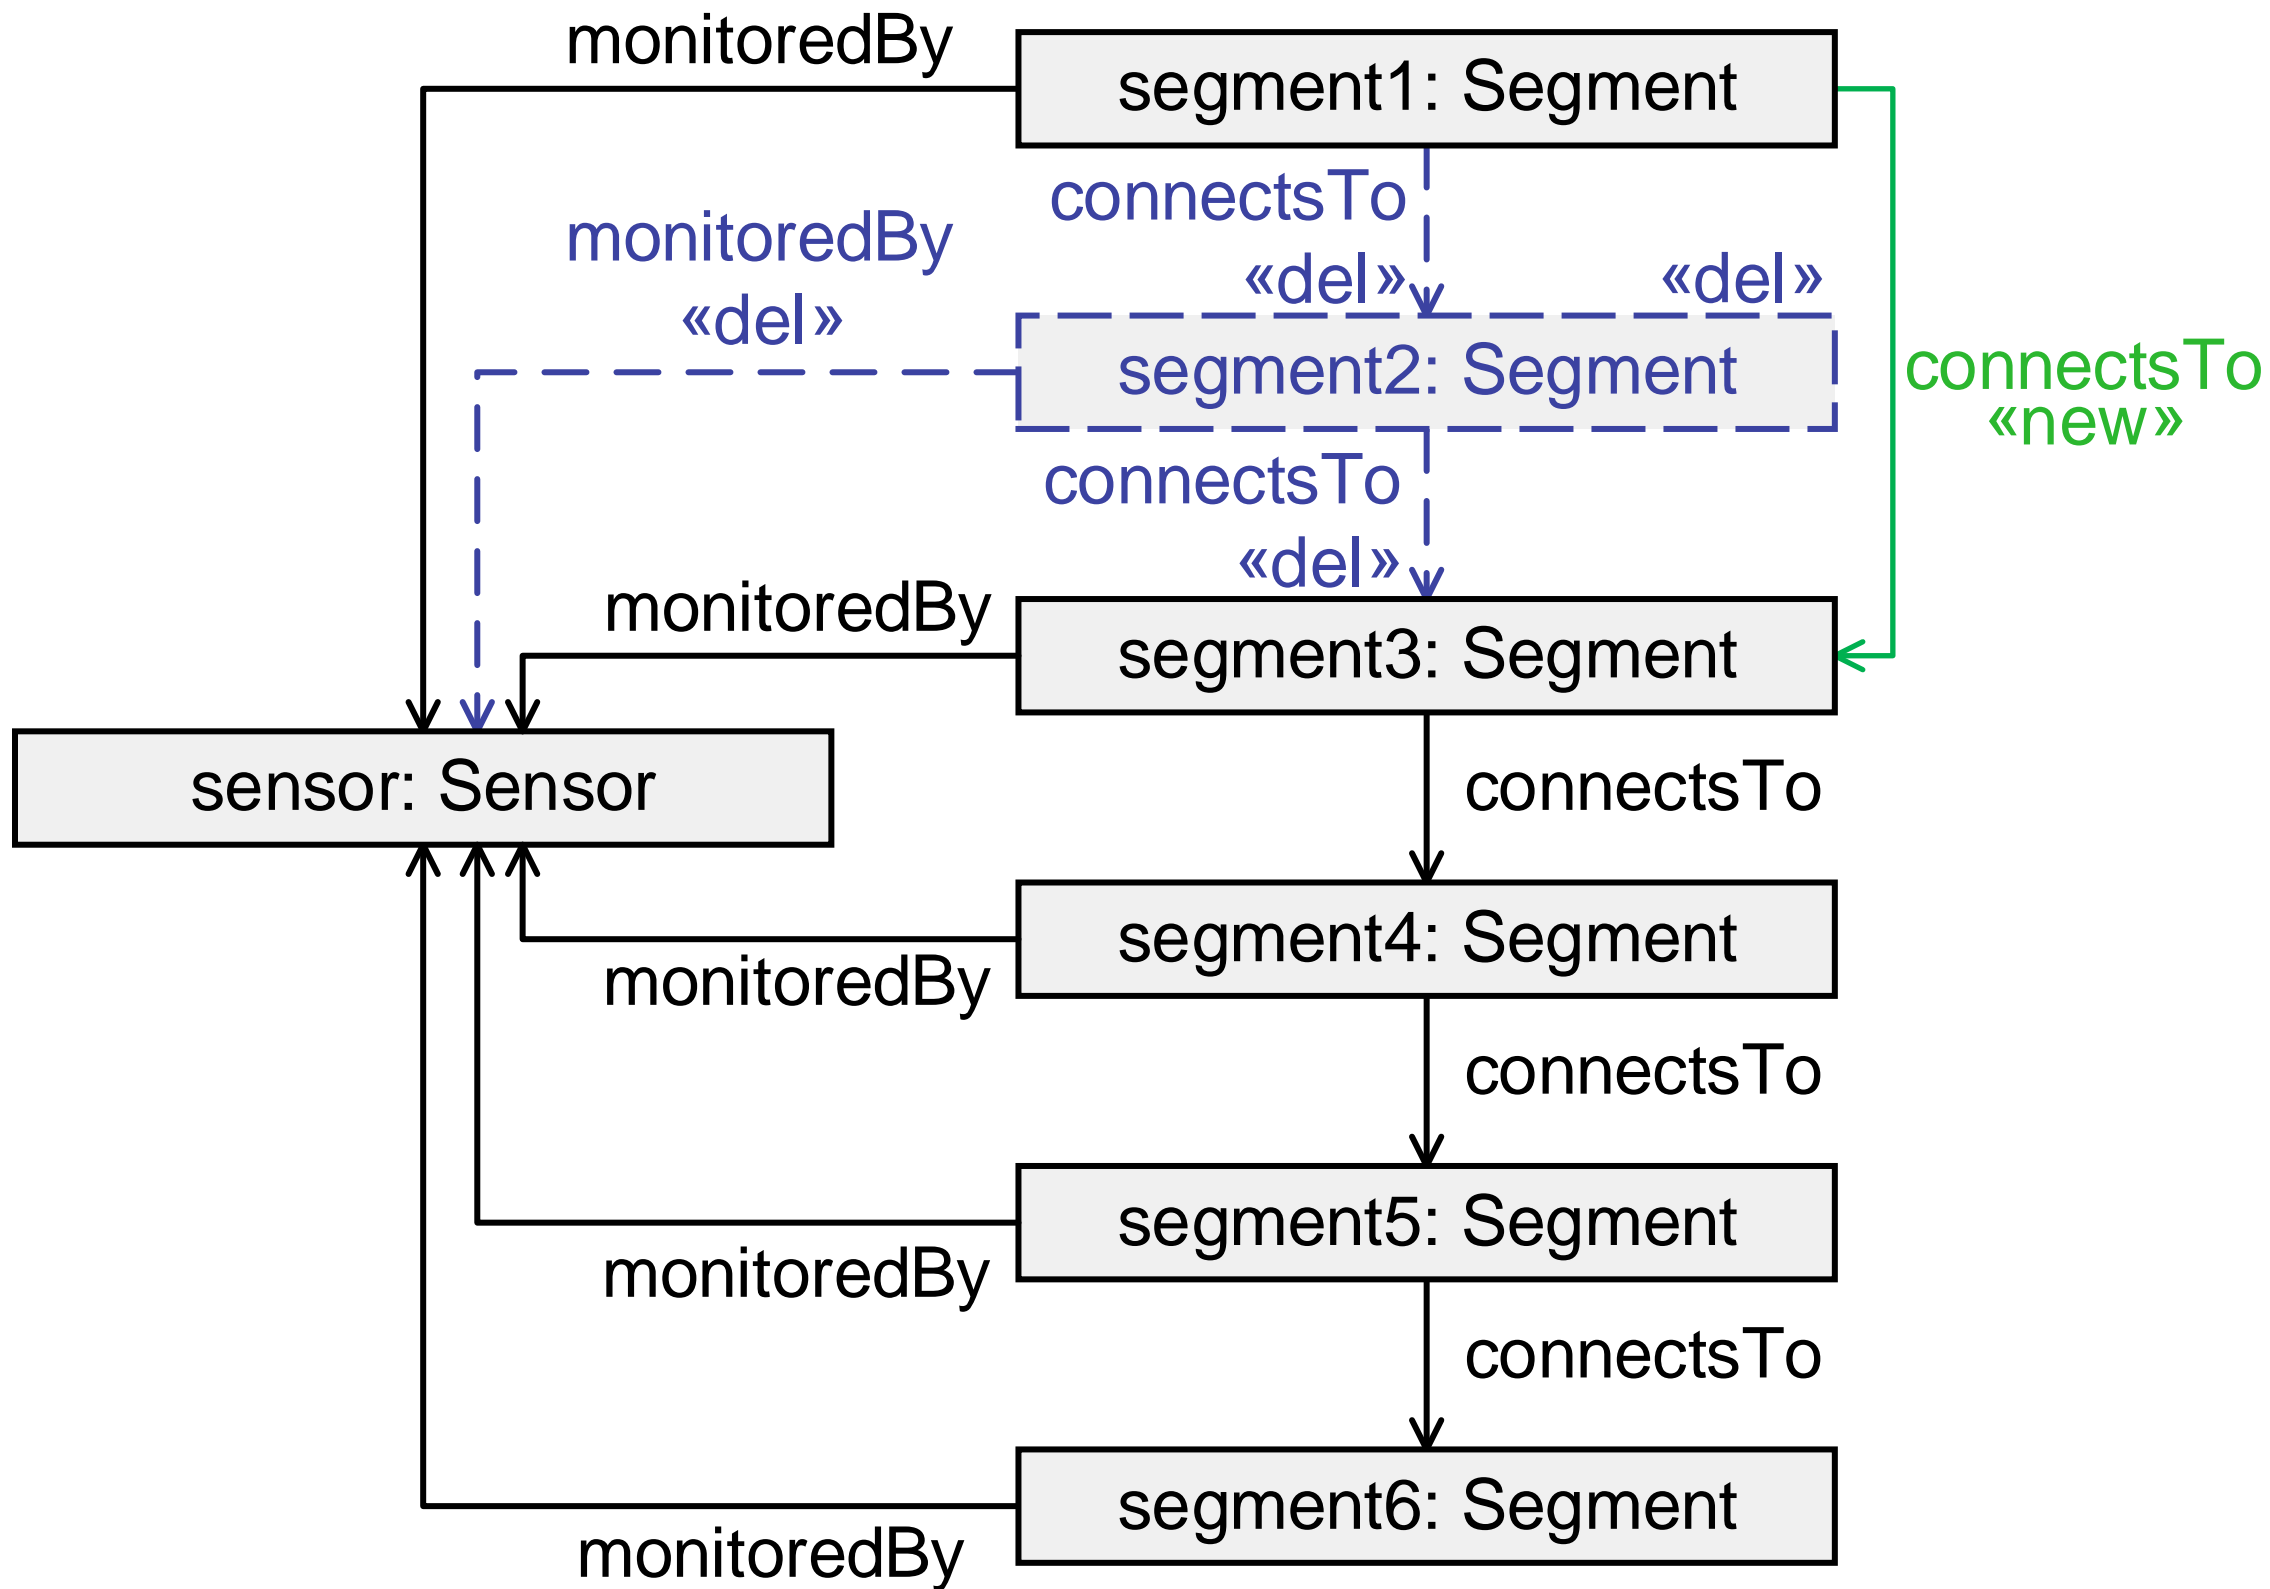 monitoredBy
segment1: Segment
connectsTo
monitoredBy
«del»
«del»
«del»
segment2: Segment
connectsTo
«new»
connectsTo
«del»
monitoredBy
segment3: Segment
sensor: Sensor
connectsTo
segment4: Segment
monitoredBy
connectsTo
segment5: Segment
monitoredBy
connectsTo
segment6: Segment
monitoredBy